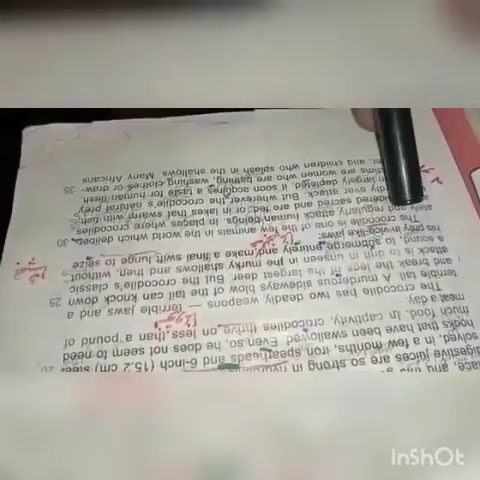 and this
digestive juices are so strong in
solved, in a few months, iron spearheads and 6-inch (15.2 cm) steel
hooks that have been swallowed. Even so, he does not seem to need
much food. In captivity, crocodiles thrive on less than a pound of
meat a day.
The crocodile has two deadly weapons — terrible jaws and a
terrible tail. A murderous sideways blow of the tail can knock down 25
and break the legs of the largest deer. But the crocodile's classic
attack is to drift in unseen in the murky shallows and then, without
a sound, to submerge entirely and make a final swift lunge to seize
his prey in vice-like jaws.
The crocodile is one of the few animals in the world which deliber- 30
ately and regularly attack human beings. In places where crocodiles
considered sacred and are fed, or in lakes that swarm with fish,
ever attack. But wherever the crocodile's natural prey
largely depleted, it soon acquires a taste for human flesh.
are women who are bathing, washing clothes or draw- 35
and children who splash in the shallows. Many Africans
InShOt